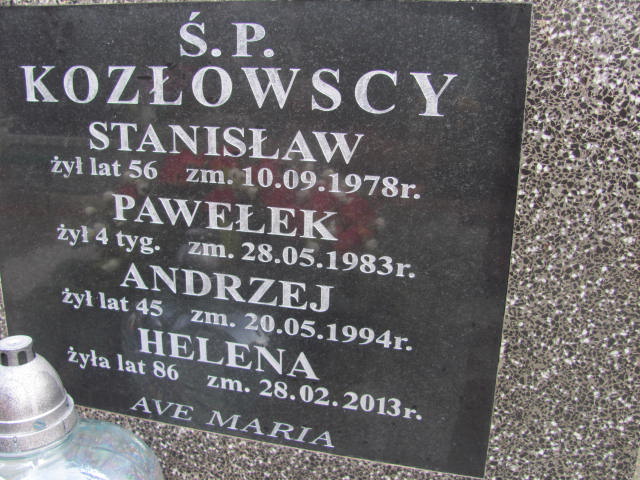 Ś.P.
KOZŁOWSCY
STANISŁAW
żył lat 56 zm. 10.09.1978r.
PAWEŁEK
żył 4 tyg. zm. 28.05.1983r.
ANDRZEJ
żył lat 45 zm. 20.05.1994r.
HELENA
żyła lat 86 zm. 28.02.2013r.
AVE MARIA